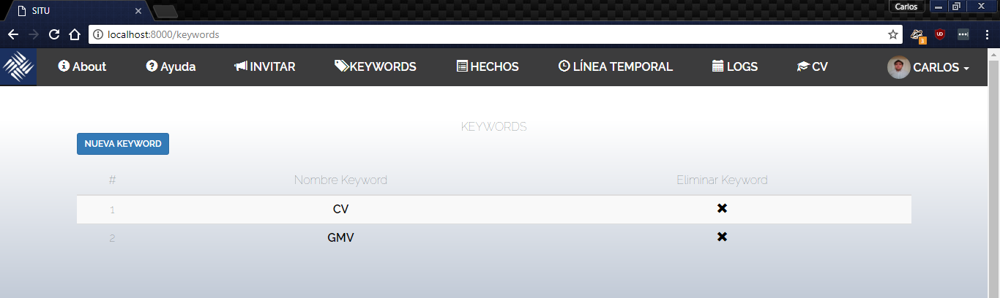 SITU
Carlos
localhost:8000/keywords
3
About Ayuda INVITAR KEYWORDS HECHOS LÍNEA TEMPORAL LOGS CV CARLOS
KEYWORDS
NUEVA KEYWORD
# Nombre Keyword Eliminar Keyword
1 CV
2 GMV